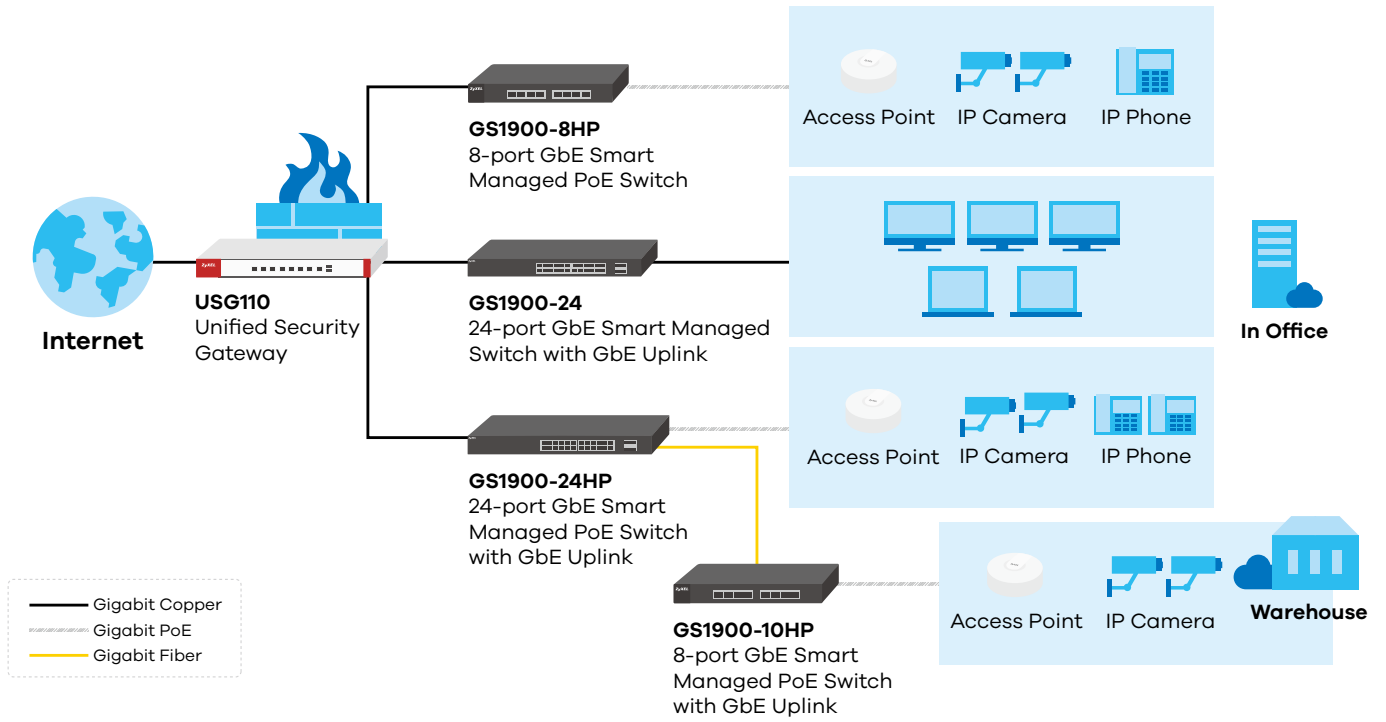 ZyXEL
GS1900-8HP
8-port GbE Smart
Managed PoE Switch
Access Point
IP Camera
IP Phone
Internet
ZyXEL
USG110
Unified Security
Gateway
GS1900-24
24-port GbE Smart Managed
Switch with GbE Uplink
In Office
GS1900-24HP
24-port GbE Smart
Managed PoE Switch
with GbE Uplink
Access Point
IP Camera
IP Phone
ZyXEL
GS1900-10HP
8-port GbE Smart
Managed PoE Switch
with GbE Uplink
Access Point
IP Camera
Warehouse
Gigabit Copper
Gigabit PoE
Gigabit Fiber